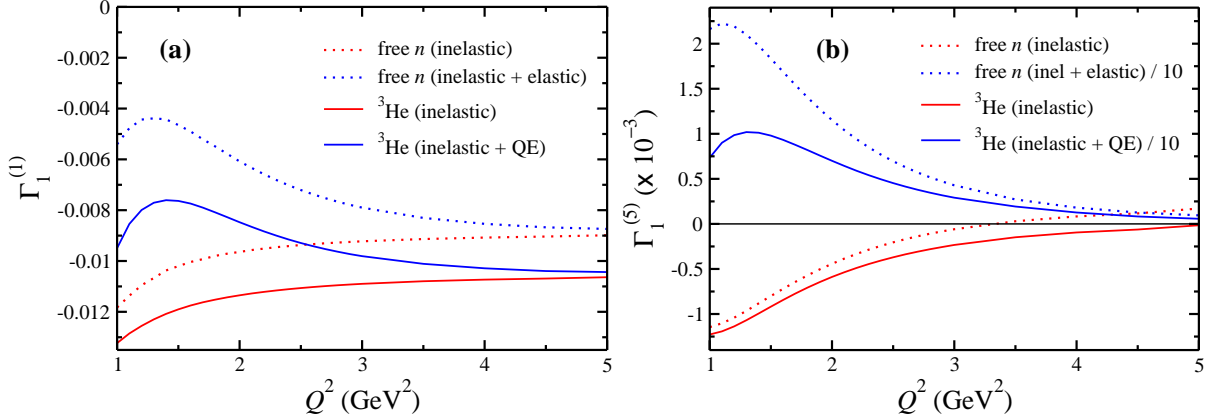 0
-0.002
-0.004
-0.006
-0.008
-0.01
-0.012
Γ₁⁽¹⁾
(a)
free n (inelastic)
free n (inelastic + elastic)
³He (inelastic)
³He (inelastic + QE)
1 2 3 4 5
Q² (GeV²)
2
1.5
1
0.5
0
-0.5
-1
Γ₁⁽⁵⁾ (x 10⁻³)
(b)
free n (inelastic)
free n (inel + elastic) / 10
³He (inelastic)
³He (inelastic + QE) / 10
1 2 3 4 5
Q² (GeV²)